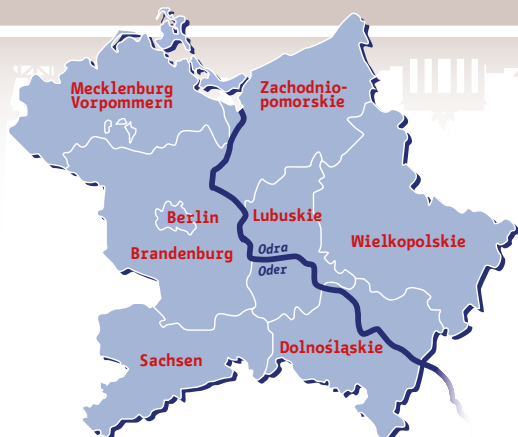 Mecklenburg
Vorpommern
Zachodnio-
pomorskie
Berlin
Lubuskie
Brandenburg
Odra
Oder
Wielkopolskie
Sachsen
Dolnośląskie